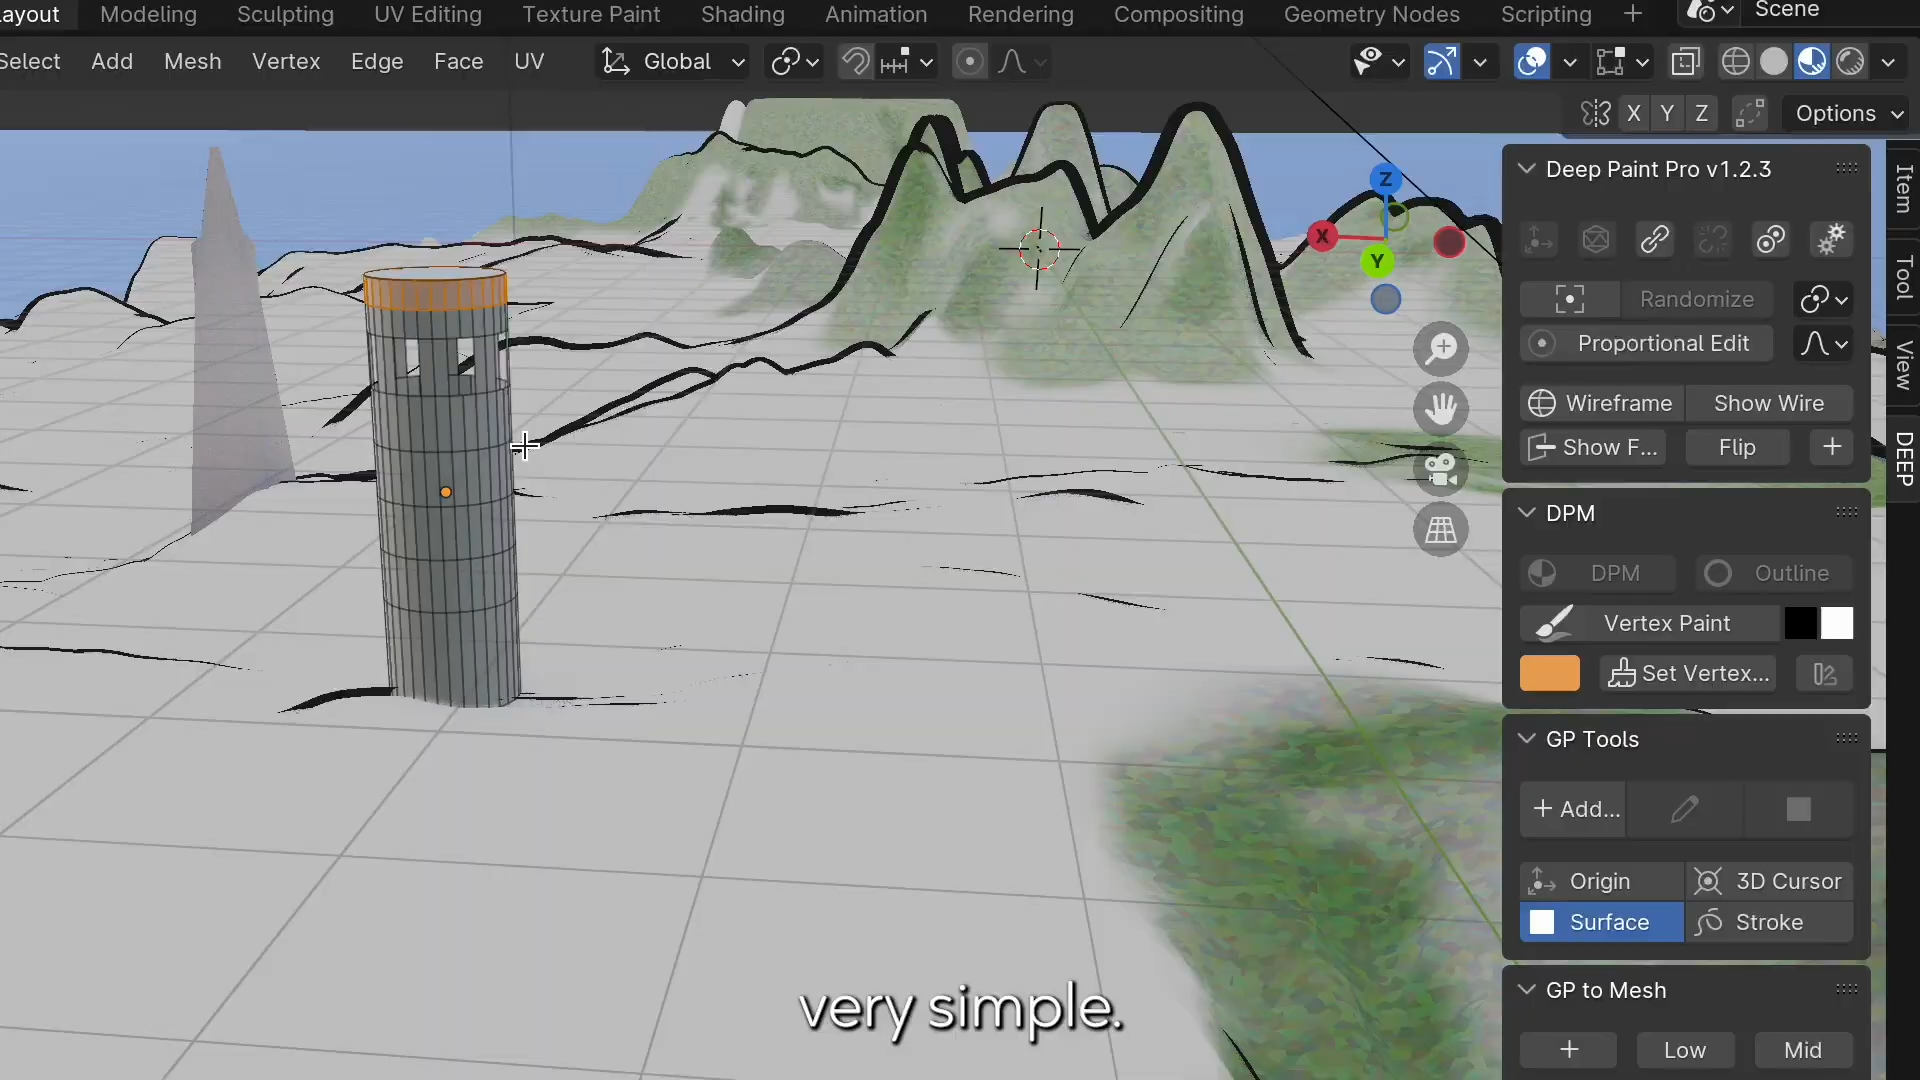 ayout Modeling Sculpting UV Editing Texture Paint Shading Animation Rendering Compositing Geometry Nodes Scripting + Scene
Select Add Mesh Vertex Edge Face UV Global
X Y Z Options
Deep Paint Pro v1.2.3
Randomize
Proportional Edit
Wireframe Show Wire
Show F... Flip +
DPM
DPM Outline
Vertex Paint
Set Vertex...
GP Tools
+ Add...
Origin 3D Cursor
Surface Stroke
GP to Mesh
+ Low Mid
Item
Tool
View
DEEP
Z
X
Y
very simple.